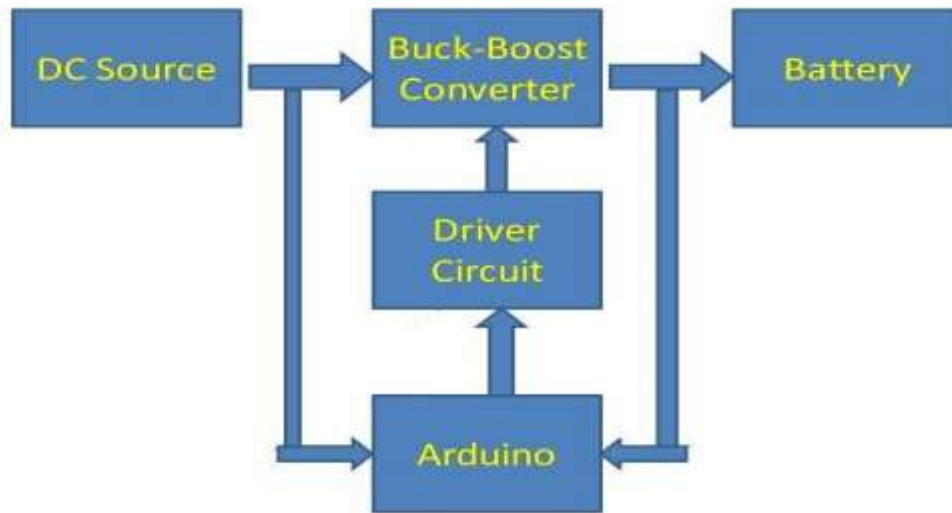 DC Source
Buck-Boost
Converter
Battery
Driver
Circuit
Arduino